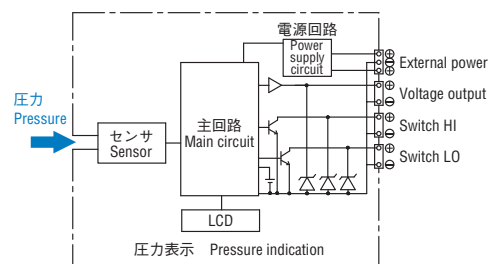 電源回路
Power
supply
circuit
⊕
⊖
⊕
External power
圧力
Pressure
センサ
Sensor
主回路
Main circuit
⊕
Voltage output
⊖
⊕
Switch HI
⊖
⊕
Switch LO
⊖
LCD
圧力表示 Pressure indication